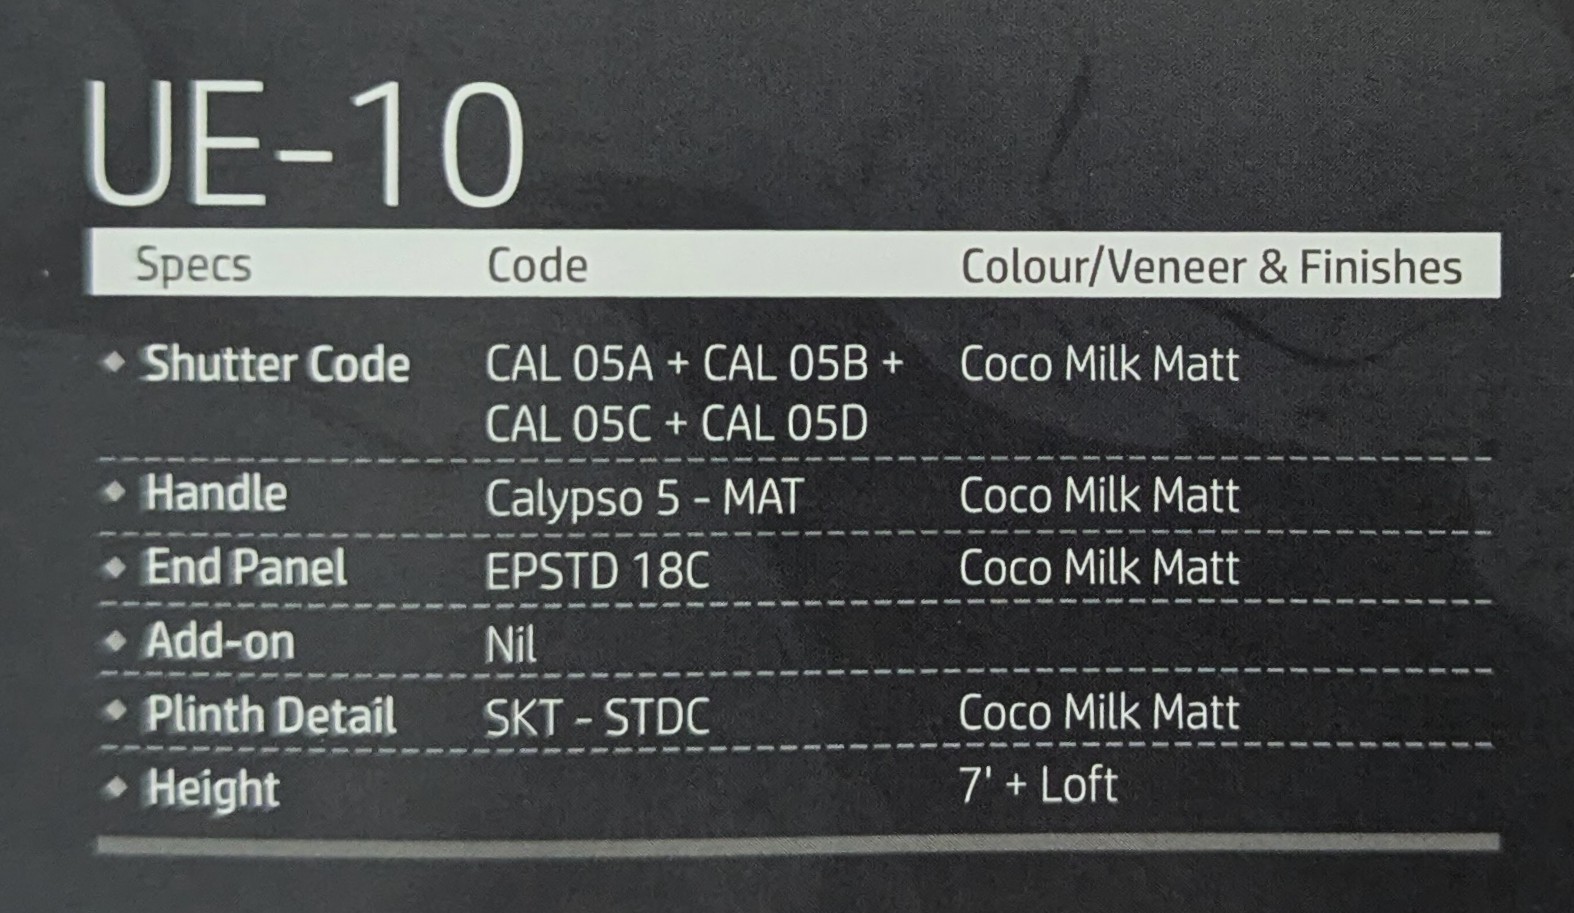 UE-10
Specs Code Colour/Veneer & Finishes
◆ Shutter Code CAL 05A + CAL 05B + Coco Milk Matt
CAL 05C + CAL 05D
◆ Handle Calypso 5 - MAT Coco Milk Matt
◆ End Panel EPSTD 18C Coco Milk Matt
◆ Add-on Nil
◆ Plinth Detail SKT - STDC Coco Milk Matt
◆ Height 7' + Loft